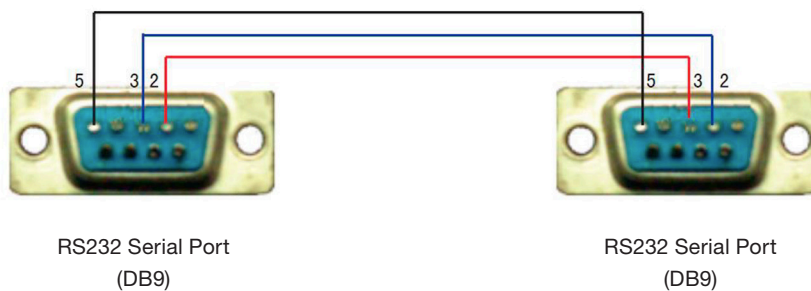 5 3 2 5 3 2
RS232 Serial Port RS232 Serial Port
(DB9) (DB9)